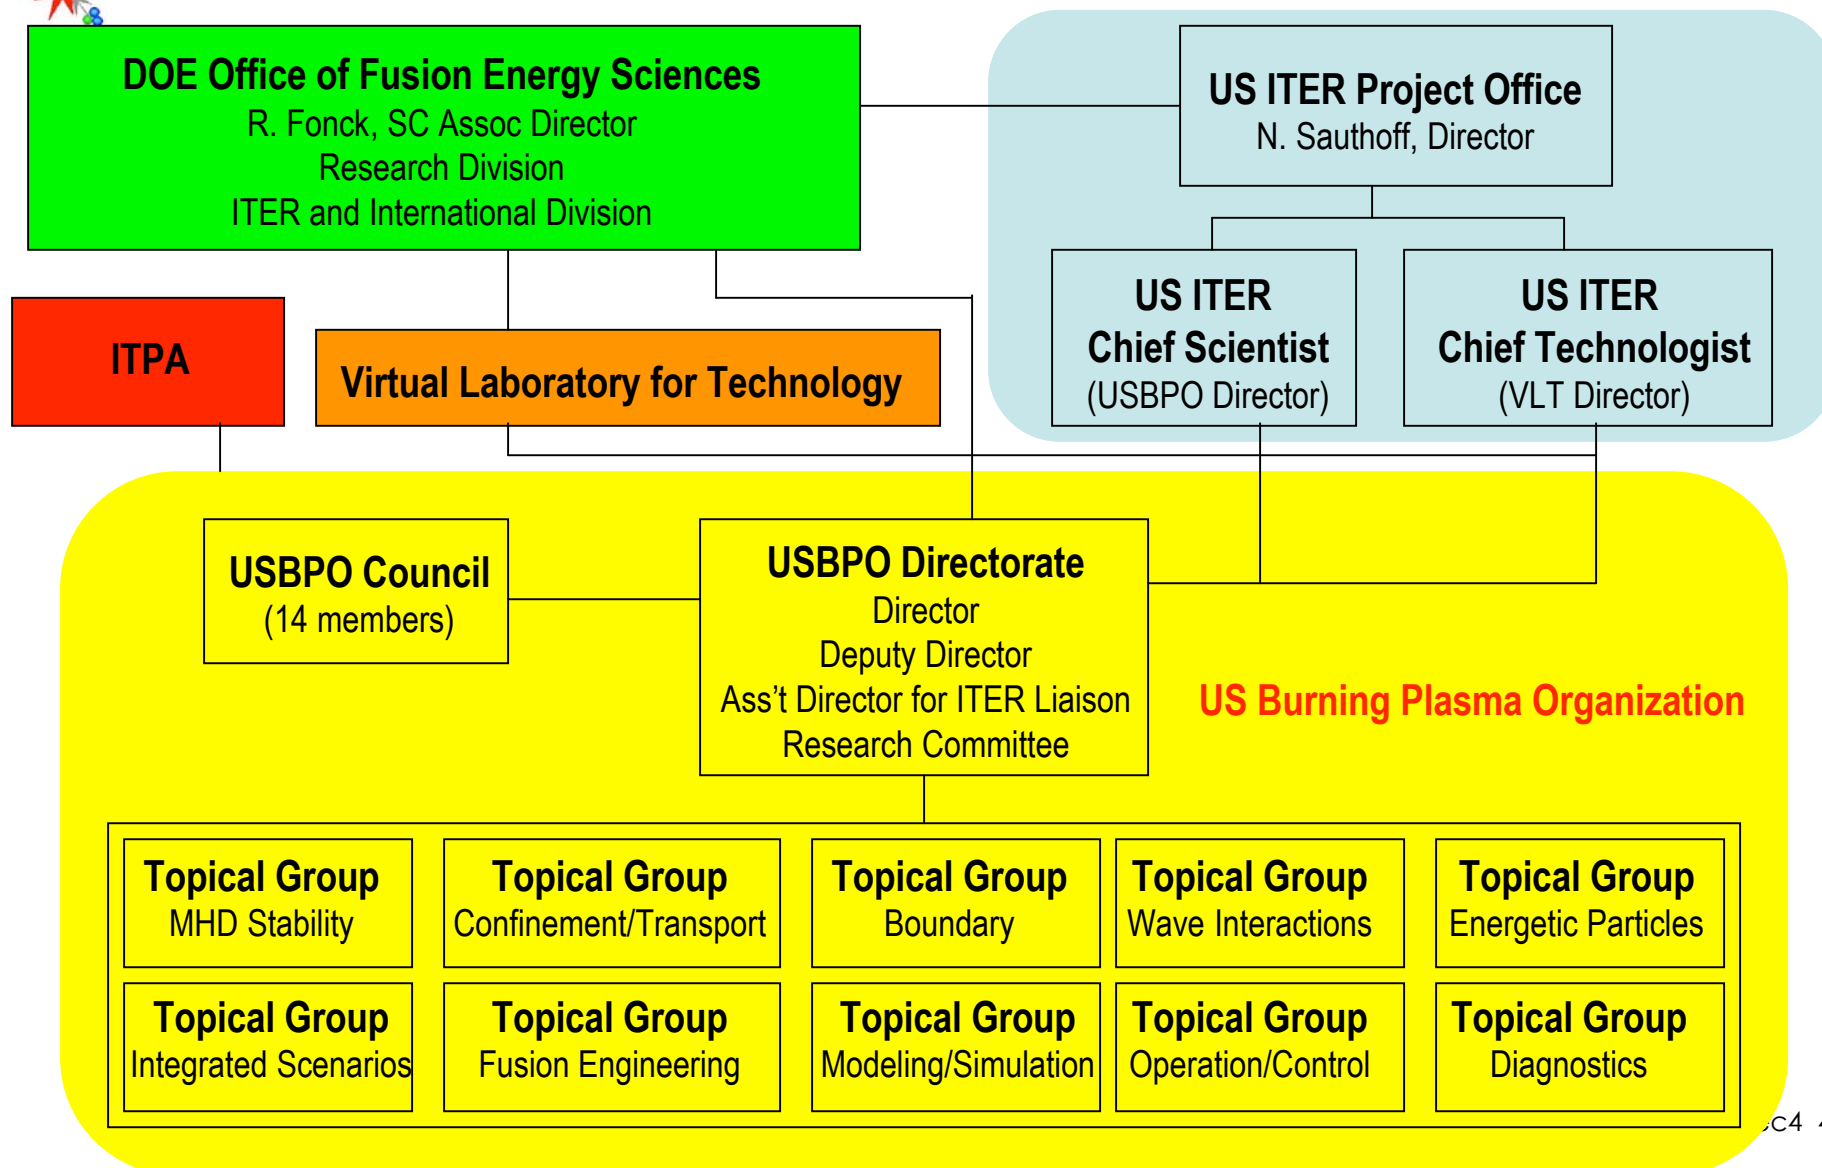 DOE Office of Fusion Energy Sciences
R. Fonck, SC Assoc Director
Research Division
ITER and International Division
US ITER Project Office
N. Sauthoff, Director
US ITER
Chief Scientist
(USBPO Director)
US ITER
Chief Technologist
(VLT Director)
ITPA
Virtual Laboratory for Technology
USBPO Council
(14 members)
USBPO Directorate
Director
Deputy Director
Ass't Director for ITER Liaison
Research Committee
US Burning Plasma Organization
Topical Group
MHD Stability
Topical Group
Confinement/Transport
Topical Group
Boundary
Topical Group
Wave Interactions
Topical Group
Energetic Particles
Topical Group
Integrated Scenarios
Topical Group
Fusion Engineering
Topical Group
Modeling/Simulation
Topical Group
Operation/Control
Topical Group
Diagnostics